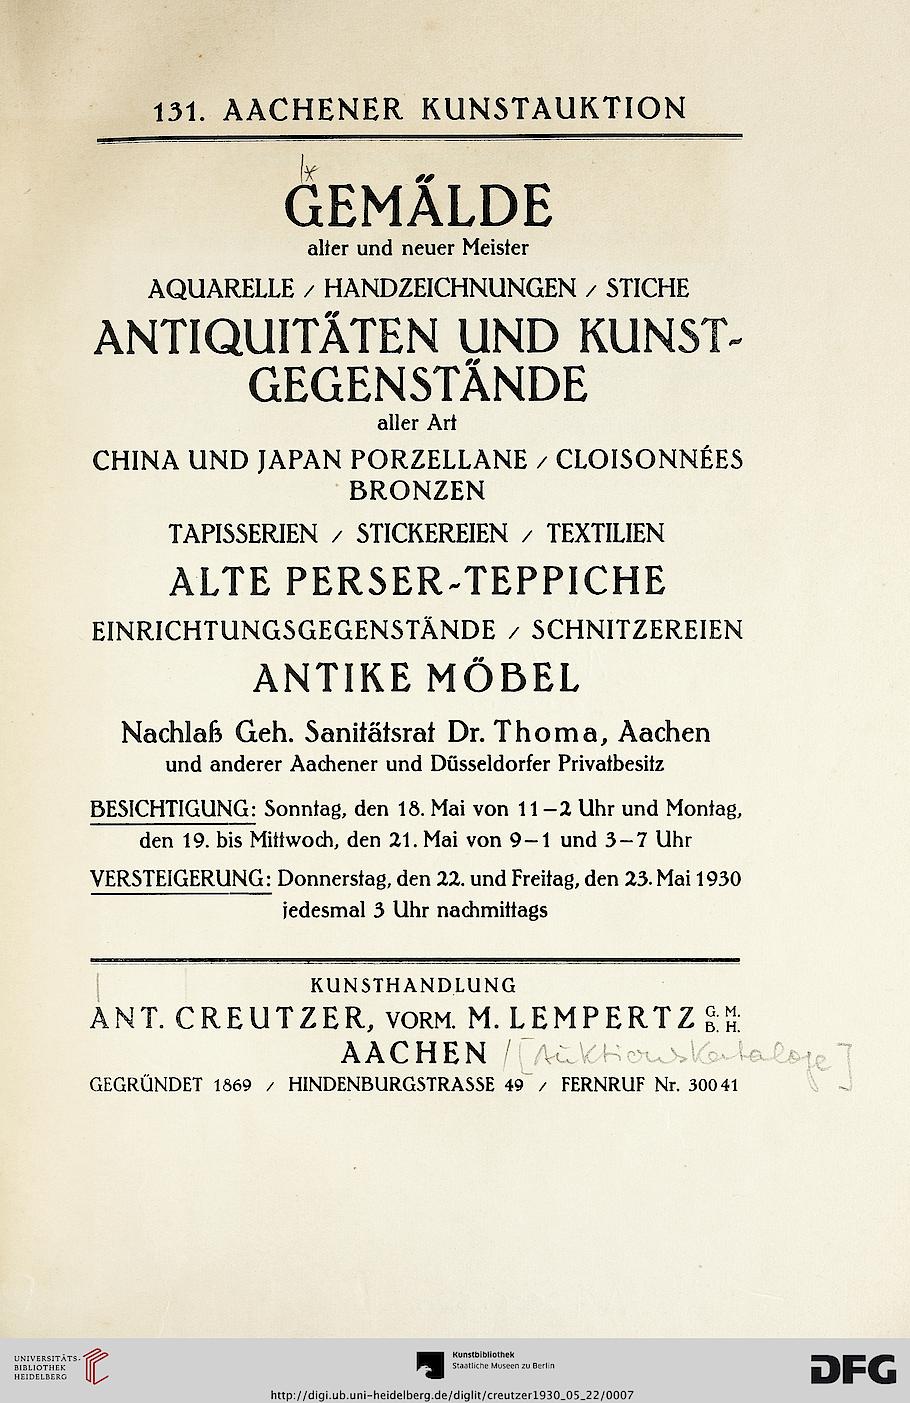 131. AACHENER KUNSTAUKTION
GEMÄLDE
alter und neuer Meister
AQUARELLE / HANDZEICHNUNGEN / STICHE
ANTIQUITÄTEN UND KUNST-
GEGENSTÄNDE
aller Art
CHINA UND JAPAN PORZELLANE / CLOISONNÉES
BRONZEN
TAPISSERIEN / STICKEREIEN / TEXTILIEN
ALTE PERSER-TEPPICHE
EINRICHTUNGSGEGENSTÄNDE / SCHNITZEREIEN
ANTIKE MÖBEL
Nachlaß Geh. Sanitätsrat Dr. Thoma, Aachen
und anderer Aachener und Düsseldorfer Privatbesitz
BESICHTIGUNG: Sonntag, den 18. Mai von 11–2 Uhr und Montag,
den 19. bis Mittwoch, den 21. Mai von 9–1 und 3–7 Uhr
VERSTEIGERUNG: Donnerstag, den 22. und Freitag, den 23. Mai 1930
jedesmal 3 Uhr nachmittags
KUNSTHANDLUNG
ANT. CREUTZER, VORM. M. LEMPERTZ G. M. B. H.
AACHEN / [Auktionskataloge]
GEGRÜNDET 1869 / HINDENBURGSTRASSE 49 / FERNRUF Nr. 30041
UNIVERSITÄTS-
BIBLIOTHEK
HEIDELBERG
Kunstbibliothek
Staatliche Museen zu Berlin
DFG
http://digi.ub.uni-heidelberg.de/diglit/creutzer1930_05_22/0007